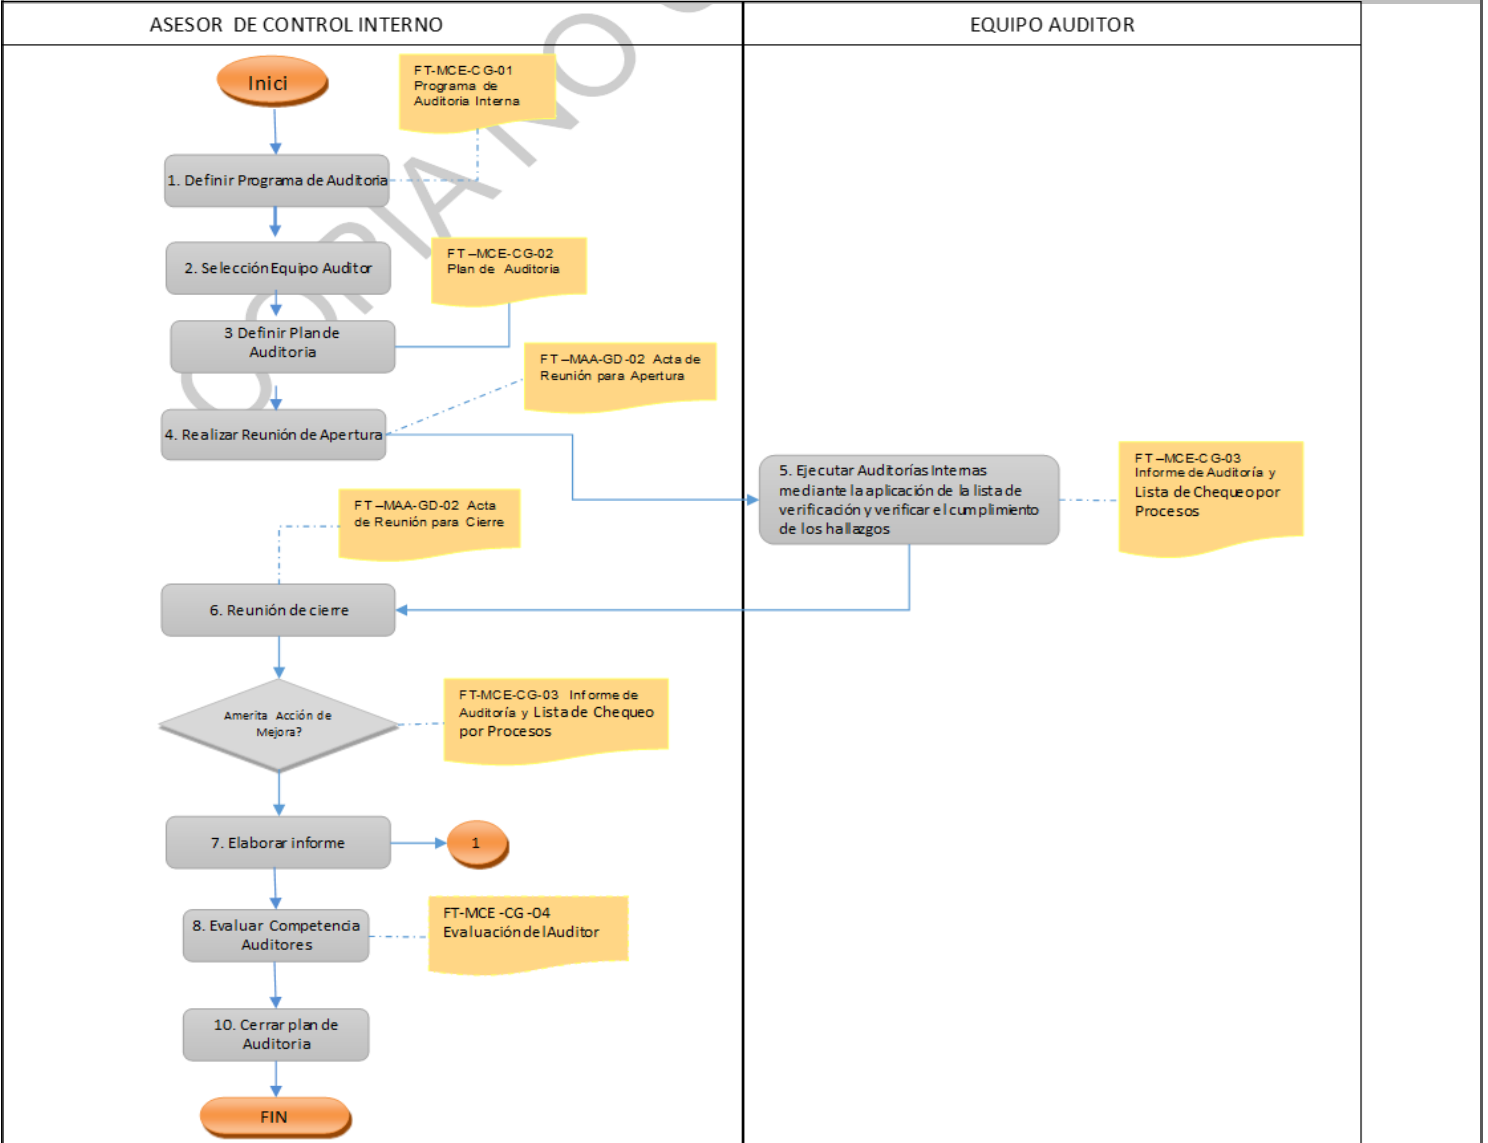 ASESOR DE CONTROL INTERNO
EQUIPO AUDITOR
Inici
FT-MCE-CG-01
Programa de
Auditoria Interna
1. Definir Programa de Auditoria
2. Selección Equipo Auditor
FT –MCE-CG-02
Plan de Auditoria
3 Definir Plan de
Auditoria
FT –MAA-GD-02 Acta de
Reunión para Apertura
4. Realizar Reunión de Apertura
5. Ejecutar Auditorías Internas
mediante la aplicación de la lista de
verificación y verificar el cumplimiento
de los hallazgos
FT –MCE-CG-03
Informe de Auditoría y
Lista de Chequeo por
Procesos
FT –MAA-GD-02 Acta
de Reunión para Cierre
6. Reunión de cierre
Amerita Acción de
Mejora?
FT-MCE-CG-03 Informe de
Auditoría y Lista de Chequeo
por Procesos
7. Elaborar informe
1
8. Evaluar Competencia
Auditores
FT-MCE -CG -04
Evaluación del Auditor
10. Cerrar plan de
Auditoria
FIN
COPIA NO